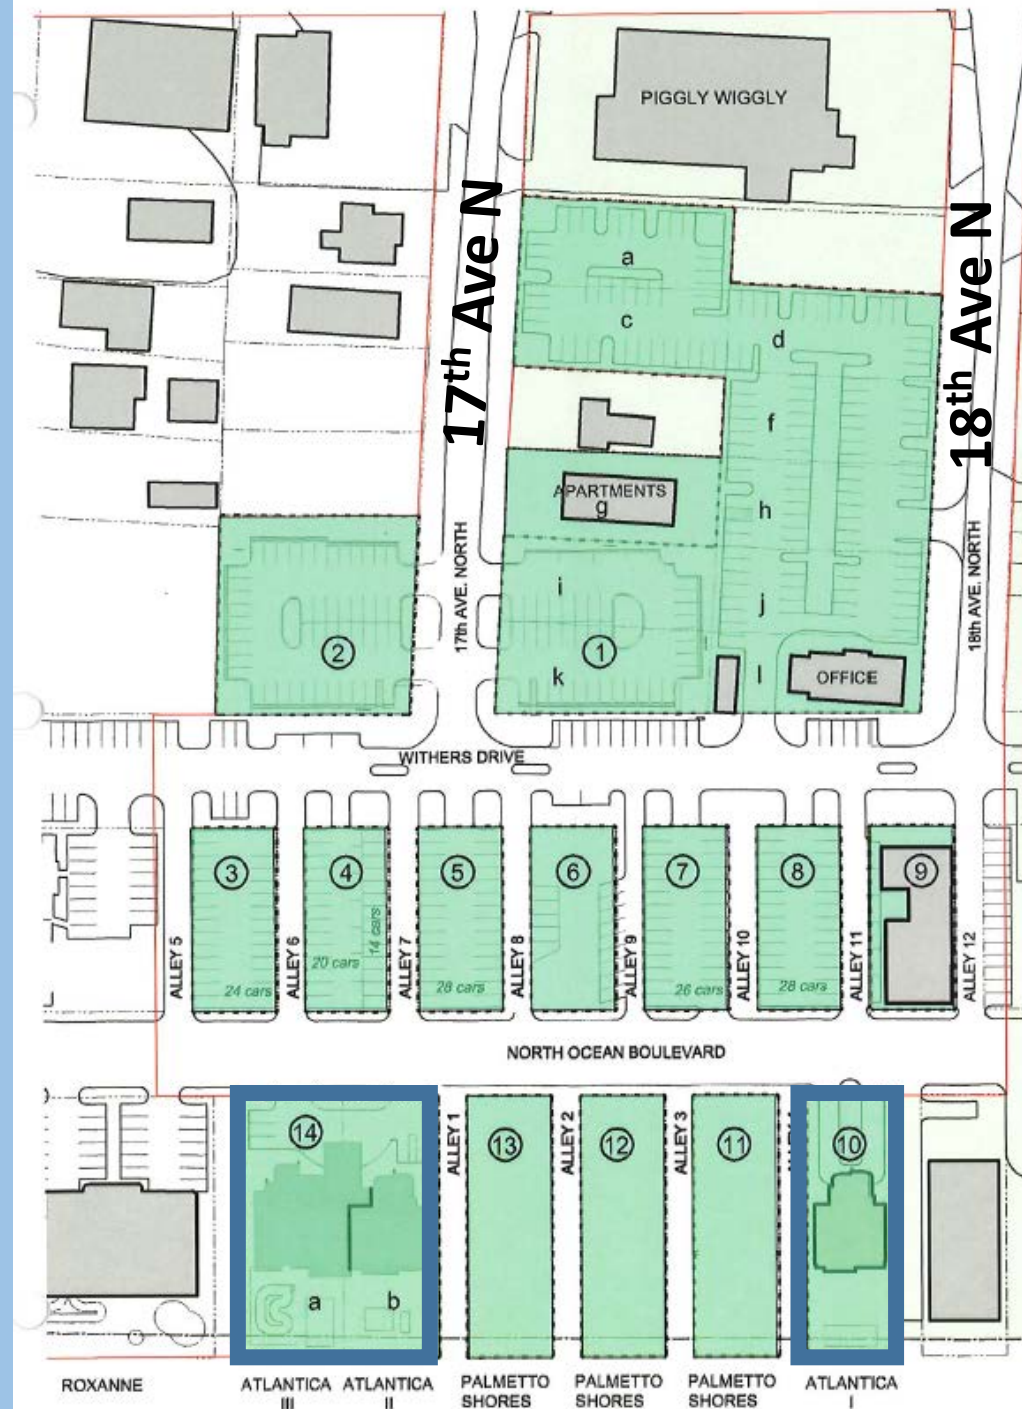 PIGGLY WIGGLY
17th Ave N
18th Ave N
a
c
d
f
APARTMENTS
g
h
i
j
17th AVE. NORTH
18th AVE. NORTH
2
1
k
l
OFFICE
WITHERS DRIVE
3
4
5
6
7
8
9
ALLEY 5
24 cars
ALLEY 6
20 cars
14 cars
ALLEY 7
28 cars
ALLEY 8
ALLEY 9
26 cars
ALLEY 10
28 cars
ALLEY 11
ALLEY 12
NORTH OCEAN BOULEVARD
14
ALLEY 1
13
ALLEY 2
12
ALLEY 3
11
10
a
b
ROXANNE
ATLANTICA
III
ATLANTICA
II
PALMETTO
SHORES
PALMETTO
SHORES
PALMETTO
SHORES
ATLANTICA
I